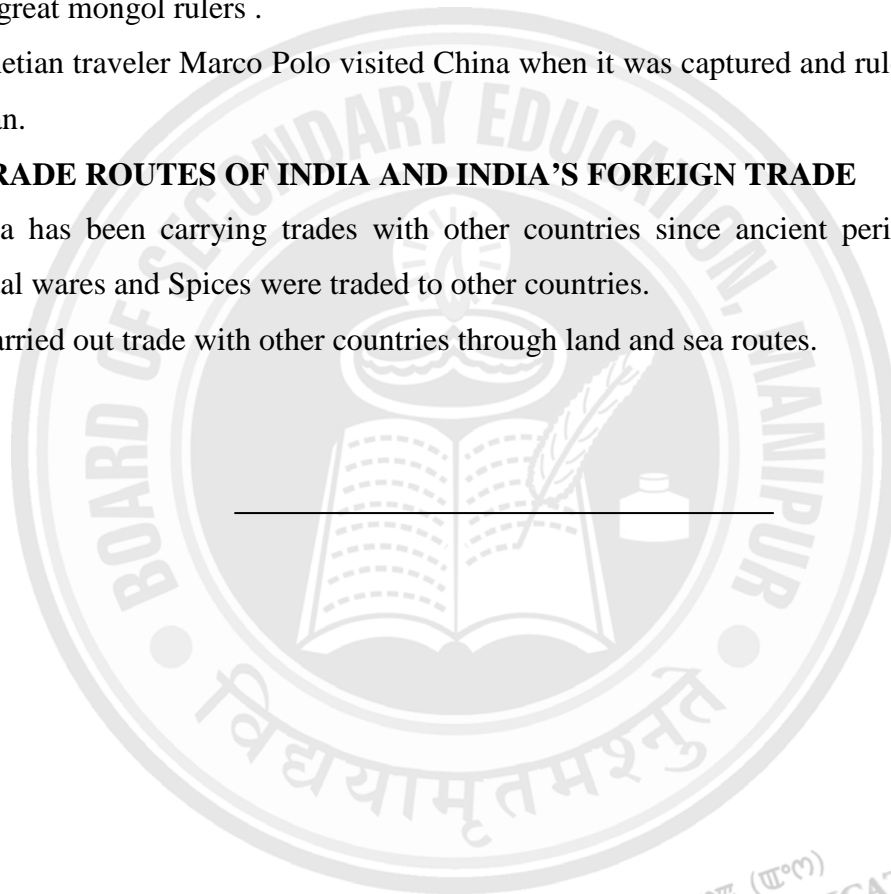 great mongol rulers .
etian traveler Marco Polo visited China when it was captured and rul
an.
RADE ROUTES OF INDIA AND INDIA'S FOREIGN TRADE
a has been carrying trades with other countries since ancient peri
al wares and Spices were traded to other countries.
arried out trade with other countries through land and sea routes.
BOARD OF SECONDARY EDUCAION, MANIPUR
विद्ययामृतमश्नुते
(ꯑꯦꯝ)